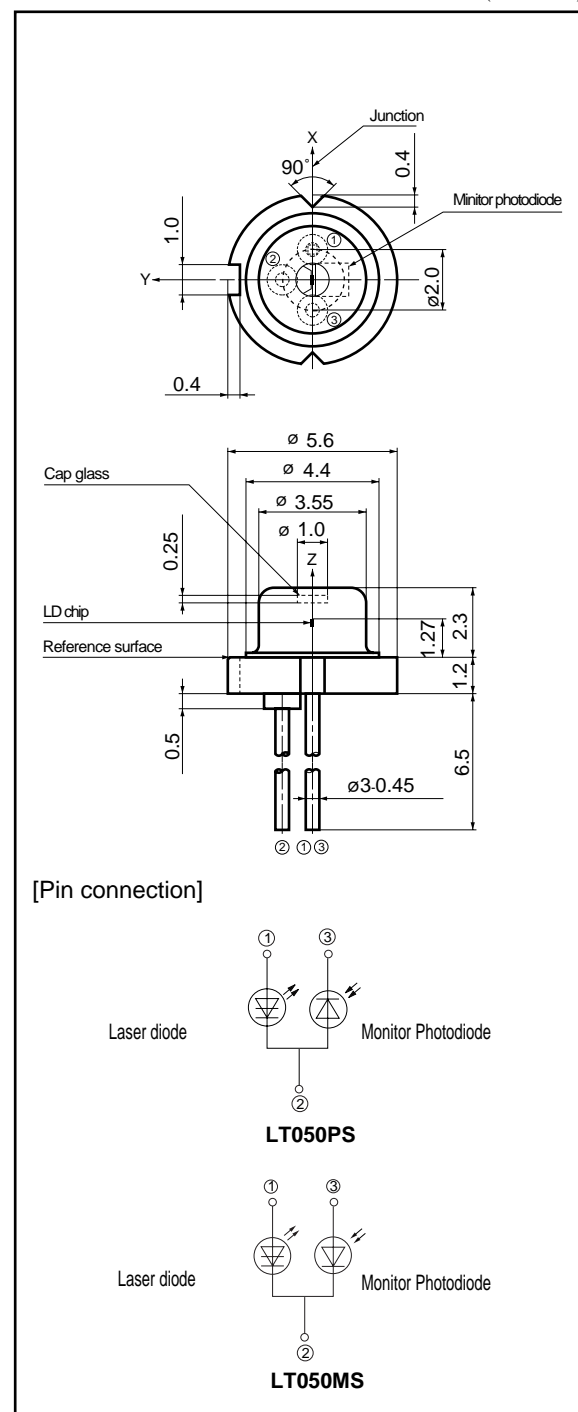 Junction
X
90°
0.4
Minitor photodiode
1.0
①
②
Y
③
ø2.0
0.4
ø 5.6
Cap glass
ø 4.4
ø 3.55
ø 1.0
Z
0.25
LD chip
1.27
2.3
Reference surface
1.2
0.5
6.5
ø3-0.45
② ① ③
[Pin connection]
① ③
Laser diode Monitor Photodiode
②
LT050PS
① ③
Laser diode Monitor Photodiode
②
LT050MS